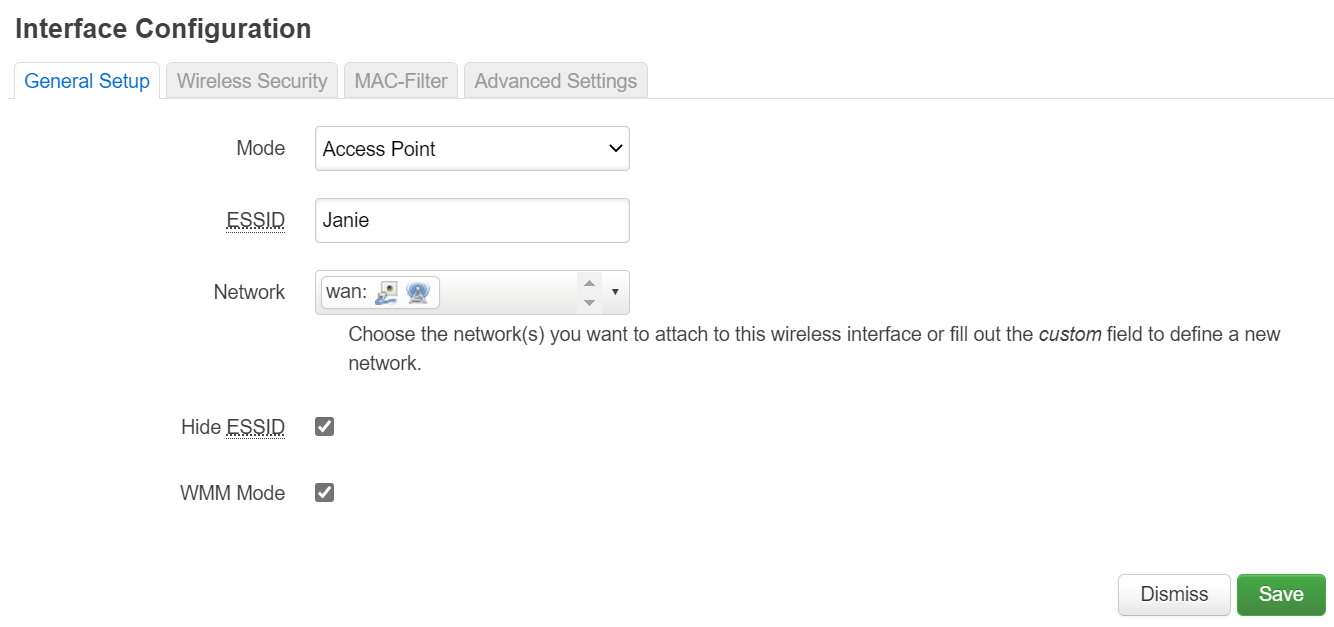 Interface Configuration
General Setup Wireless Security MAC-Filter Advanced Settings
Mode Access Point
ESSID Janie
Network wan:
Choose the network(s) you want to attach to this wireless interface or fill out the custom field to define a new
network.
Hide ESSID
WMM Mode
Dismiss Save